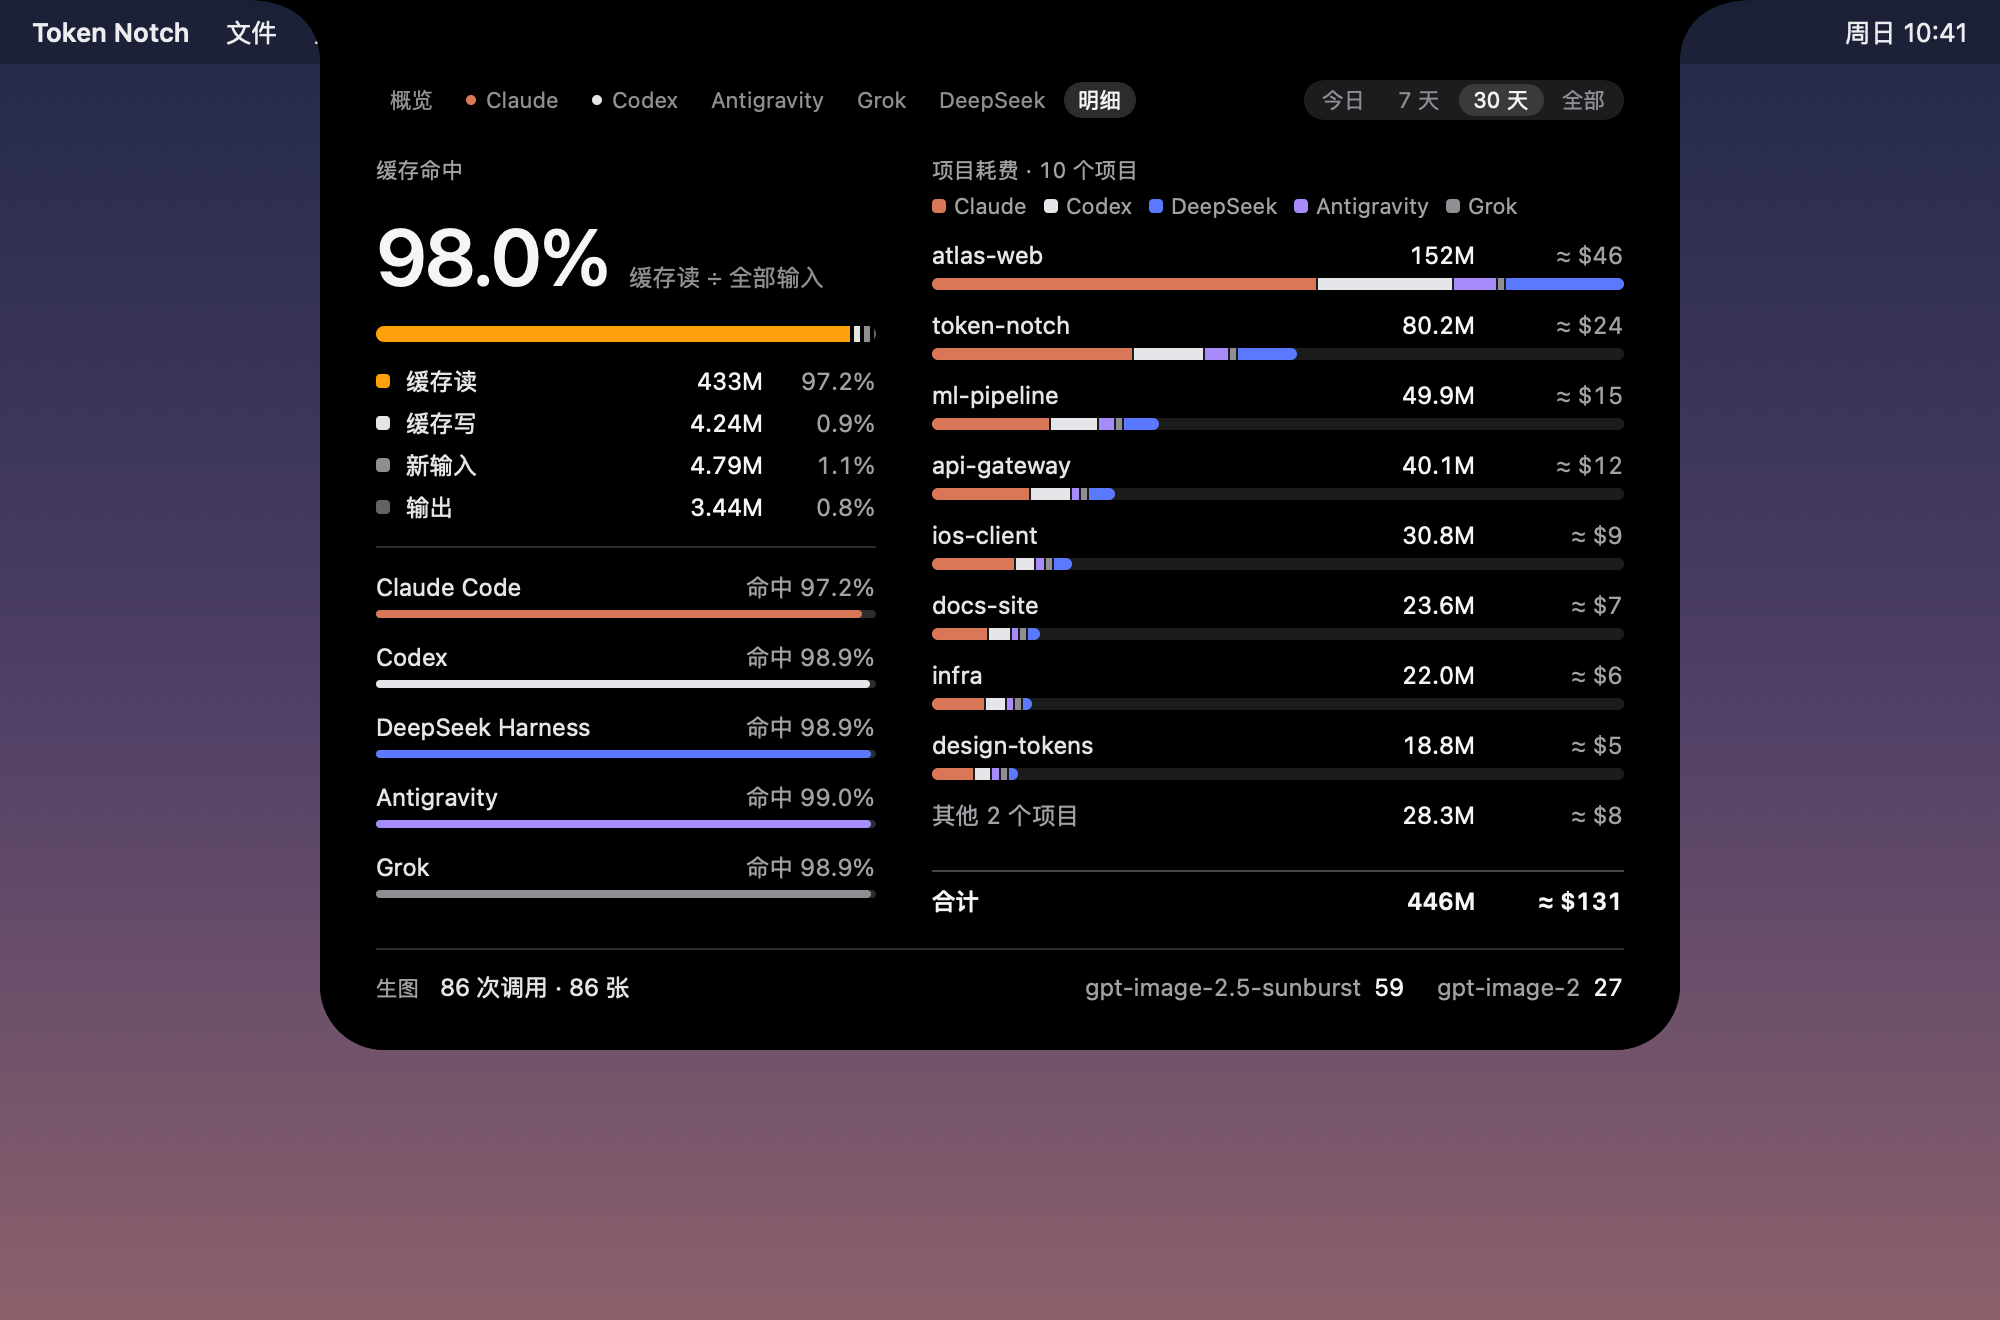 Token Notch 文件 周日 10:41
概览 Claude Codex Antigravity Grok DeepSeek 明细 今日 7 天 30 天 全部
缓存命中
98.0% 缓存读 ÷ 全部输入
缓存读 433M 97.2%
缓存写 4.24M 0.9%
新输入 4.79M 1.1%
输出 3.44M 0.8%
Claude Code 命中 97.2%
Codex 命中 98.9%
DeepSeek Harness 命中 98.9%
Antigravity 命中 99.0%
Grok 命中 98.9%
项目耗费 · 10 个项目
Claude Codex DeepSeek Antigravity Grok
atlas-web 152M ≈ $46
token-notch 80.2M ≈ $24
ml-pipeline 49.9M ≈ $15
api-gateway 40.1M ≈ $12
ios-client 30.8M ≈ $9
docs-site 23.6M ≈ $7
infra 22.0M ≈ $6
design-tokens 18.8M ≈ $5
其他 2 个项目 28.3M ≈ $8
合计 446M ≈ $131
生图 86 次调用 · 86 张 gpt-image-2.5-sunburst 59 gpt-image-2 27